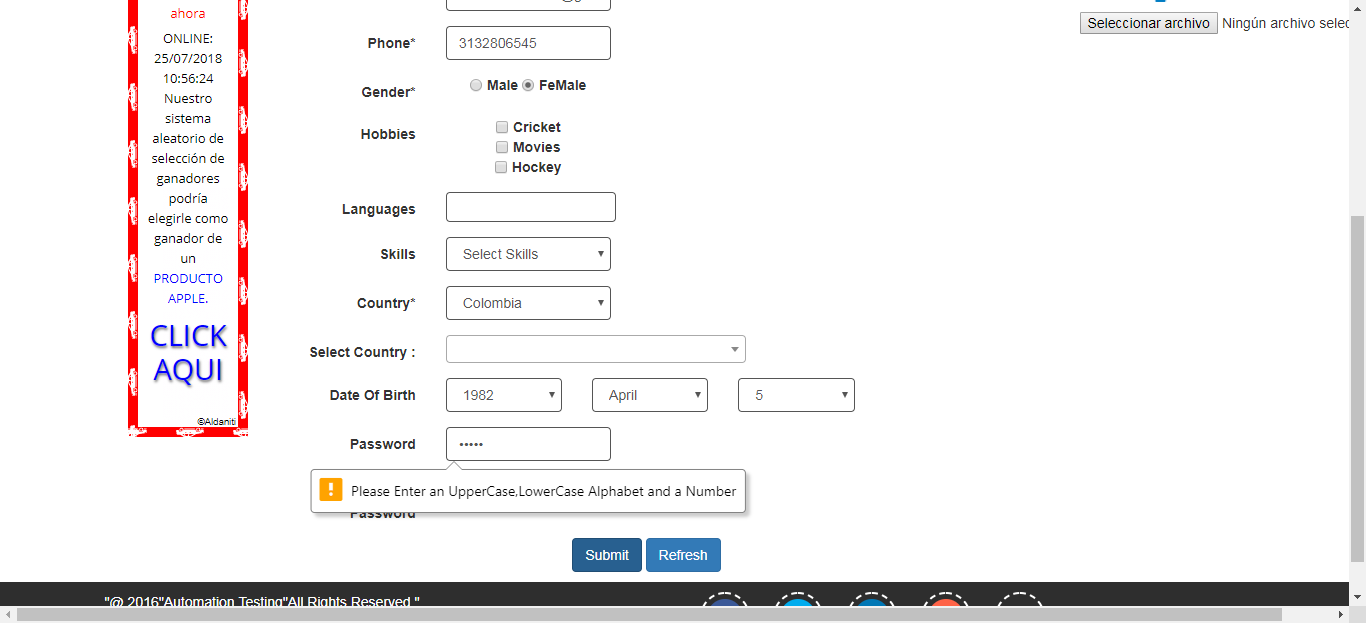 ahora
ONLINE:
25/07/2018
10:56:24
Nuestro
sistema
aleatorio de
selección de
ganadores
podría
elegirle como
ganador de
un
PRODUCTO
APPLE.
CLICK
AQUI
©Aldaniti
Seleccionar archivo Ningún archivo selec
Phone* 3132806545
Gender* Male FeMale
Hobbies
Cricket
Movies
Hockey
Languages
Skills Select Skills
Country* Colombia
Select Country :
Date Of Birth 1982 April 5
Password •••••
Please Enter an UpperCase,LowerCase Alphabet and a Number
Password
Submit Refresh
"@ 2016"Automation Testing"All Rights Reserved "